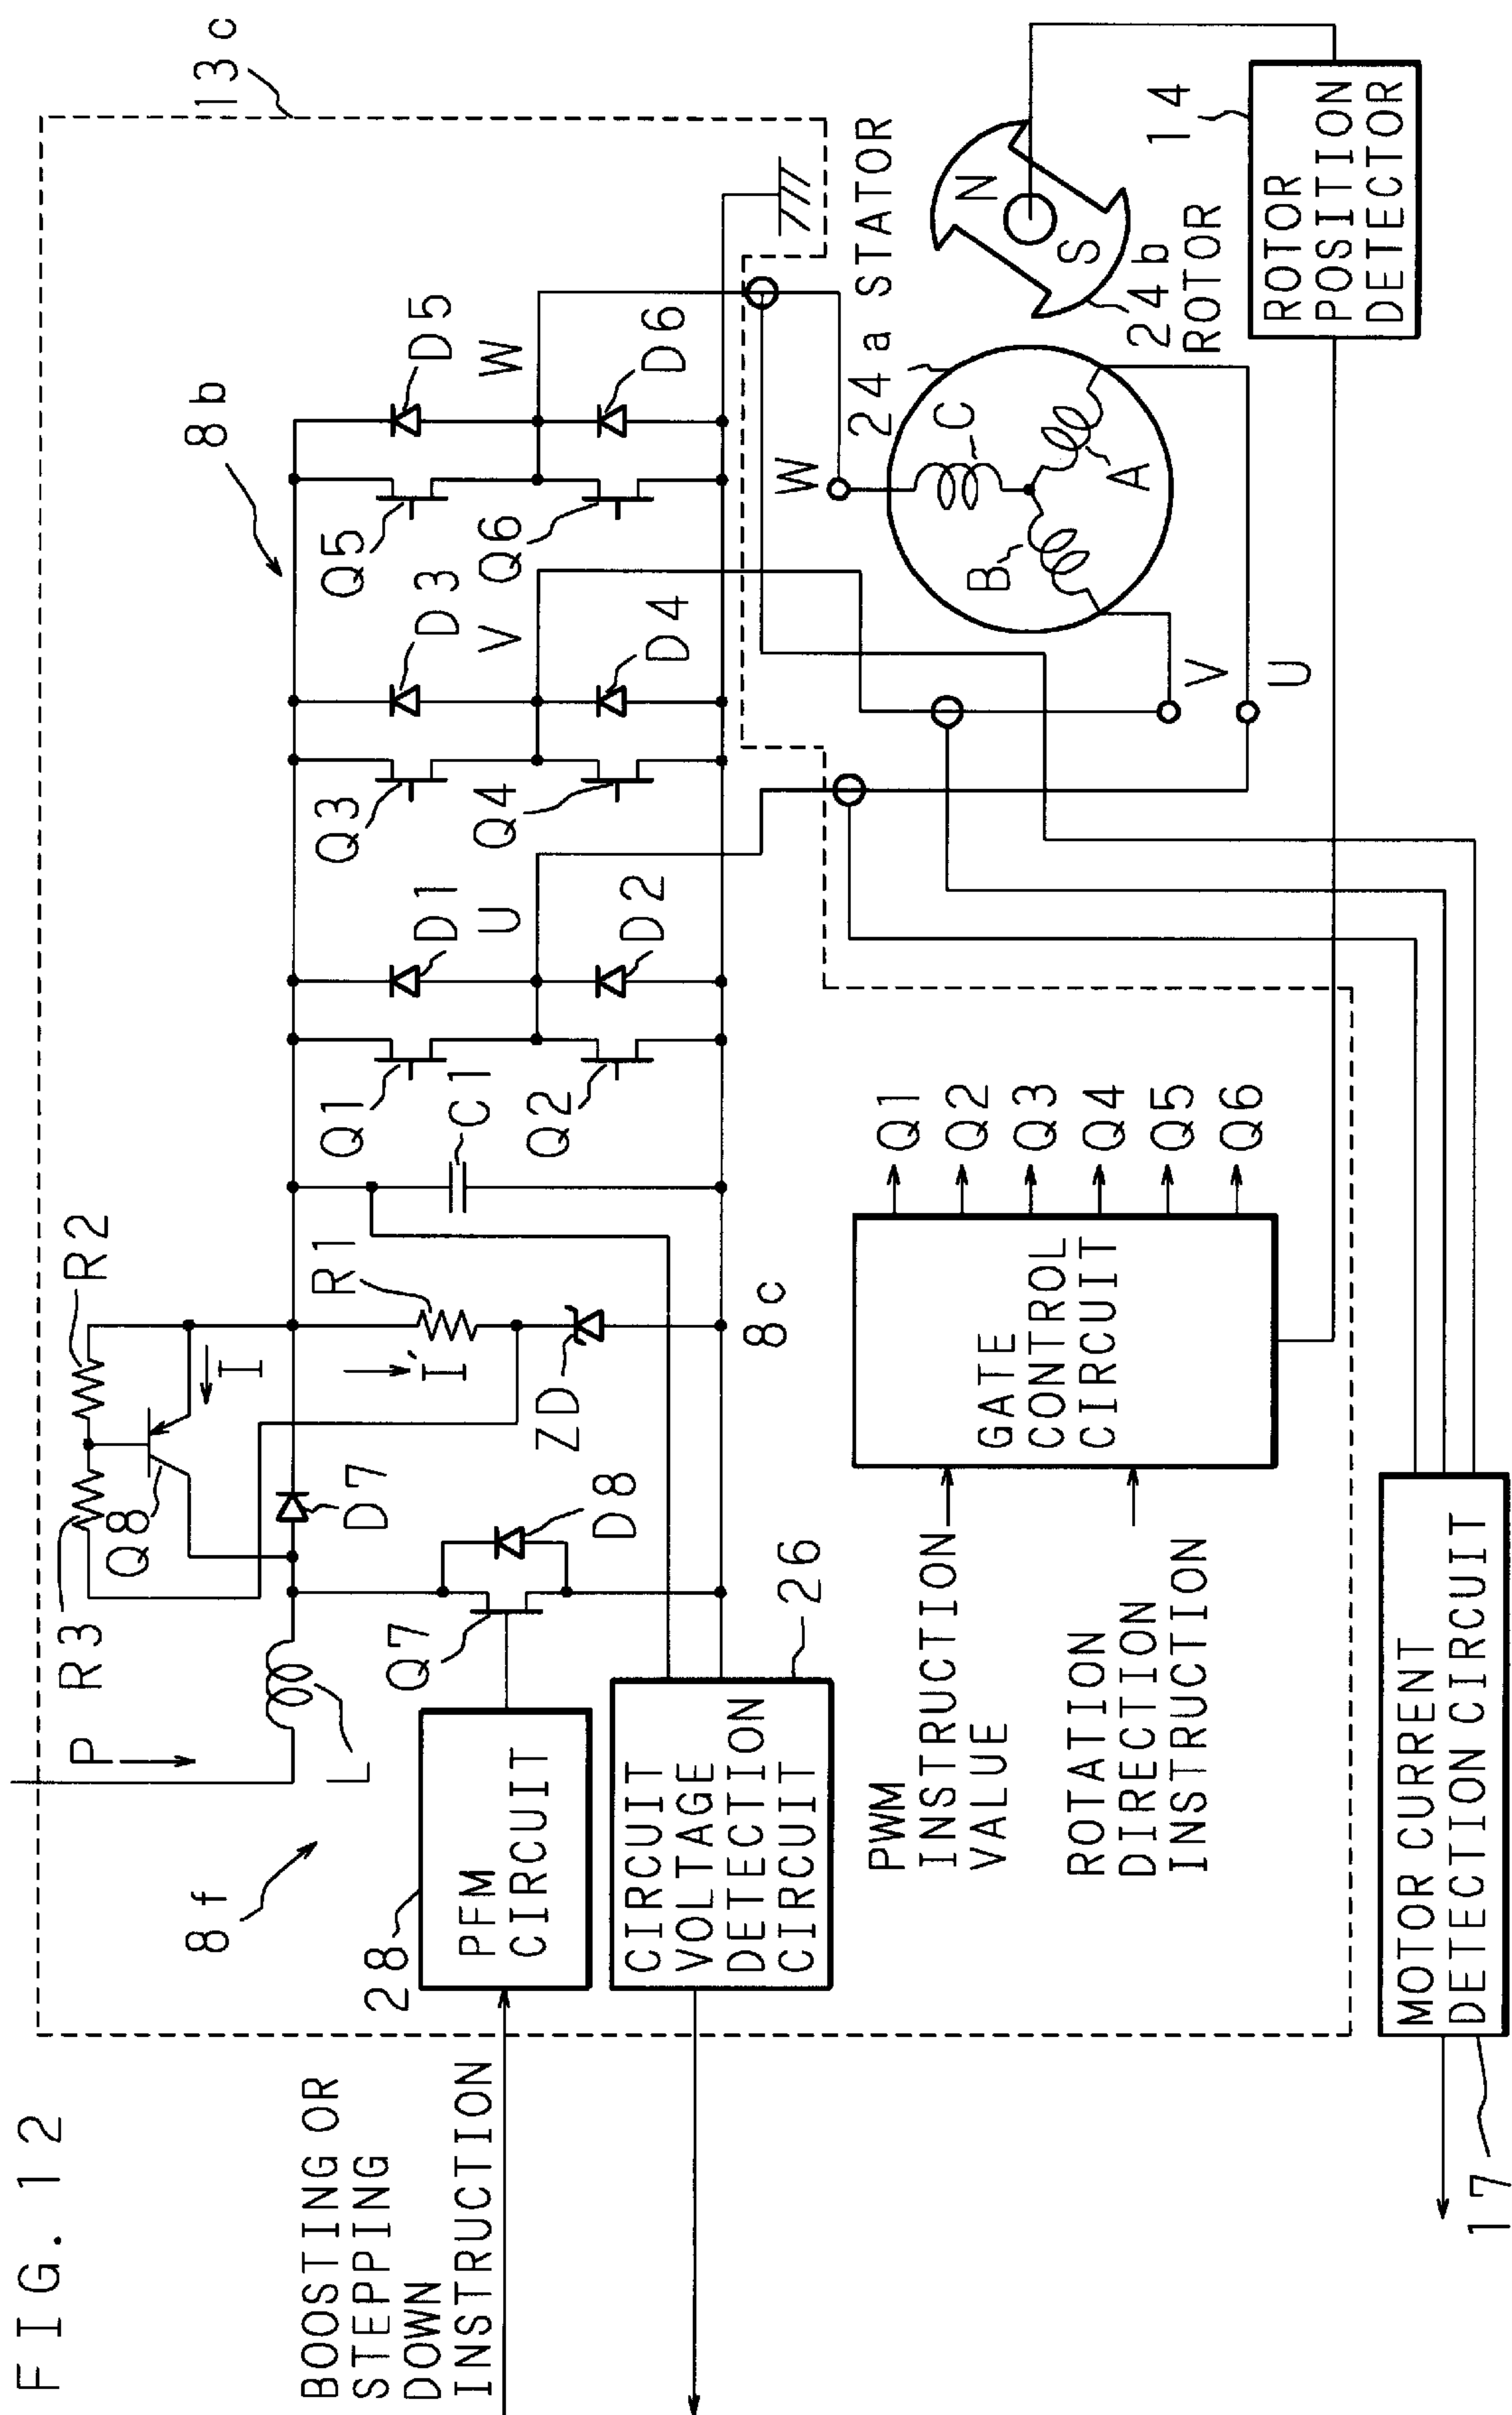 FIG. 12
13c
8f
8b
8c
P
L
R3
R2
Q8
I
D7
R1
I'
ZD
Q7
D8
C1
Q1
D1
U
Q2
D2
Q3
D3
V
Q4
D4
Q5
D5
W
Q6
D6
BOOSTING OR
STEPPING
DOWN
INSTRUCTION
28
PFM
CIRCUIT
26
CIRCUIT
VOLTAGE
DETECTION
CIRCUIT
PWM
INSTRUCTION
VALUE
ROTATION
DIRECTION
INSTRUCTION
GATE
CONTROL
CIRCUIT
Q1
Q2
Q3
Q4
Q5
Q6
W
V
U
24a STATOR
A
B
C
N
S
24b
ROTOR
14
ROTOR
POSITION
DETECTOR
MOTOR CURRENT
DETECTION CIRCUIT
17